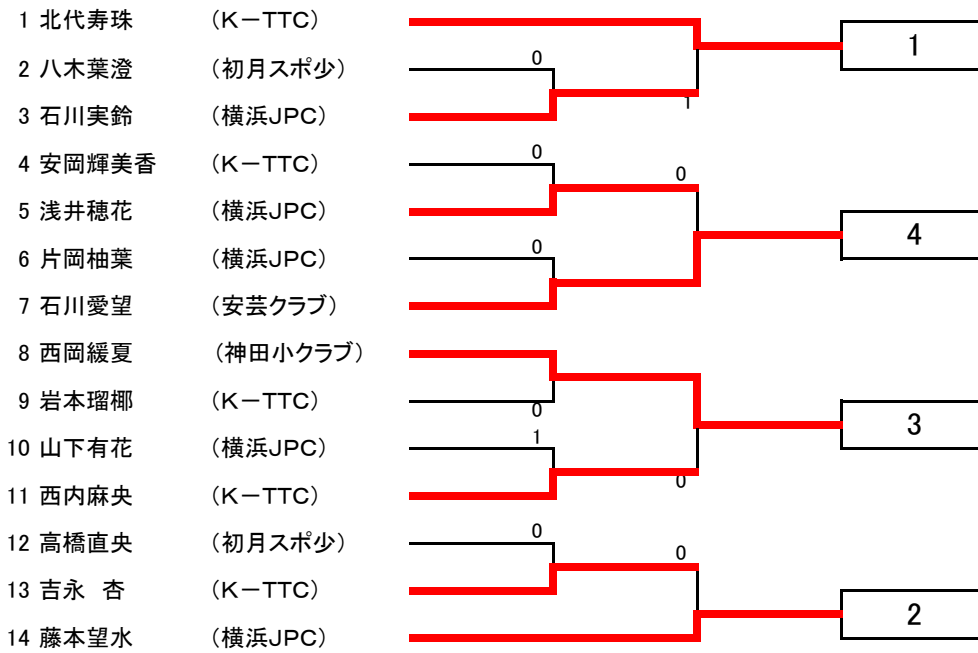 1 北代寿珠 (K-TTC)
1
2 八木葉澄 (初月スポ少) 0
3 石川実鈴 (横浜JPC) 1
4 安岡輝美香 (K-TTC) 0
0
5 浅井穂花 (横浜JPC)
4
6 片岡柚葉 (横浜JPC) 0
7 石川愛望 (安芸クラブ)
8 西岡緩夏 (神田小クラブ)
9 岩本瑠椰 (K-TTC) 0
3
10 山下有花 (横浜JPC) 1
11 西内麻央 (K-TTC) 0
12 高橋直央 (初月スポ少) 0
0
13 吉永 杏 (K-TTC)
2
14 藤本望水 (横浜JPC)